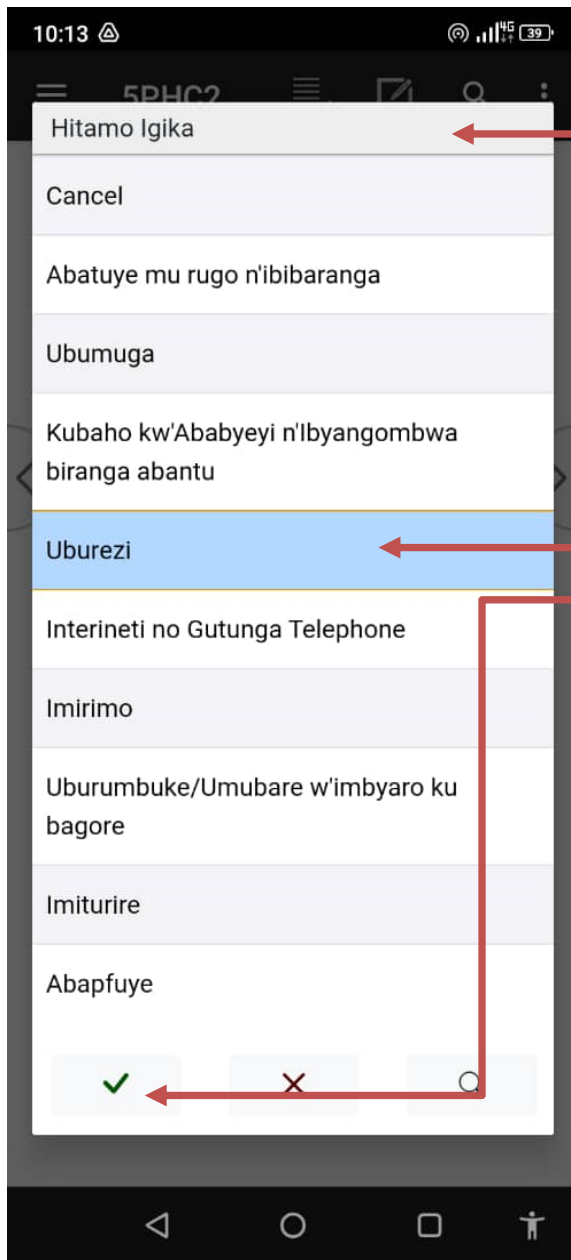 10:13 4G 39
5PHC2
Hitamo Igika
Cancel
Abatuye mu rugo n'ibibaranga
Ubumuga
Kubaho kw'Ababyeyi n'Ibyangombwa
biranga abantu
Uburezi
Interineti no Gutunga Telephone
Imirimo
Uburumbuke/Umubare w'imbyaro ku
bagore
Imiturire
Abapfuye